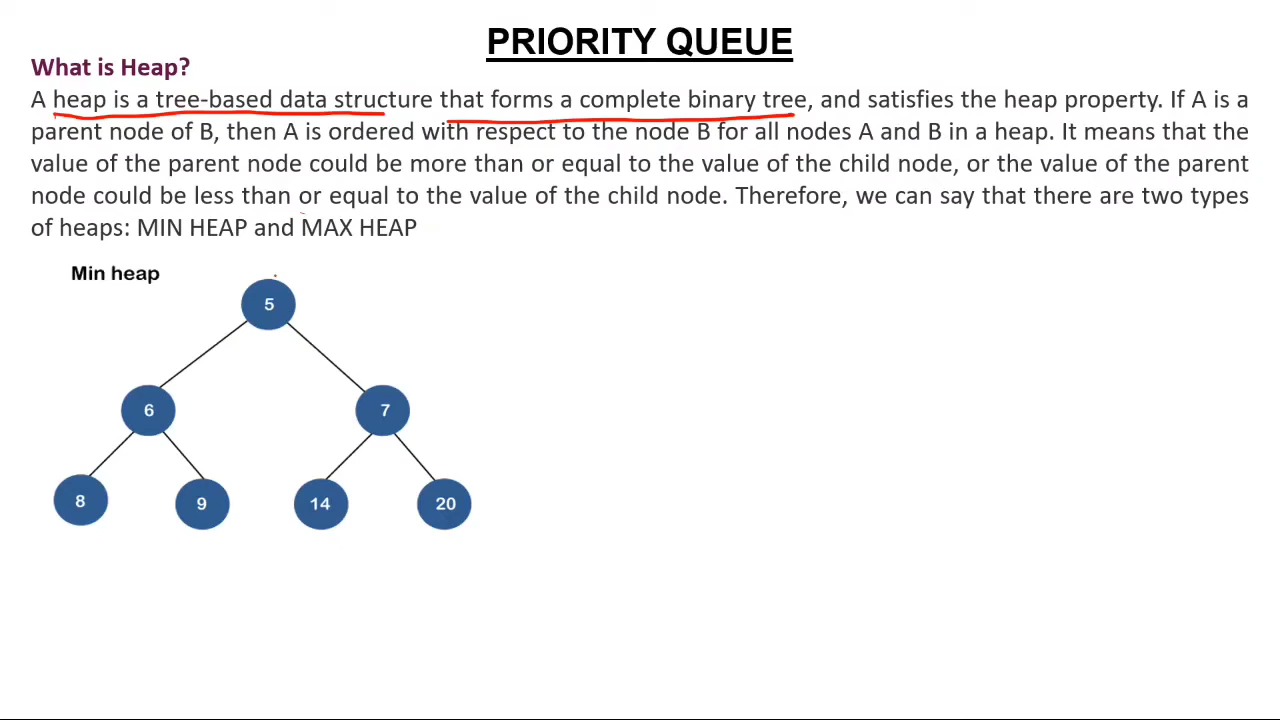 PRIORITY QUEUE
What is Heap?
A heap is a tree-based data structure that forms a complete binary tree, and satisfies the heap property. If A is a
parent node of B, then A is ordered with respect to the node B for all nodes A and B in a heap. It means that the
value of the parent node could be more than or equal to the value of the child node, or the value of the parent
node could be less than or equal to the value of the child node. Therefore, we can say that there are two types
of heaps: MIN HEAP and MAX HEAP
Min heap
5
6
7
8
9
14
20